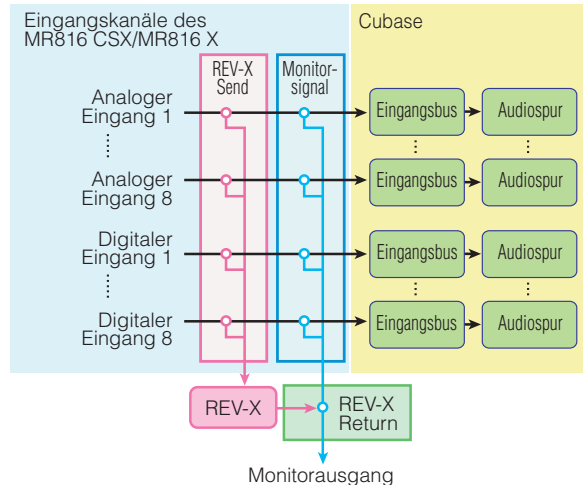 Eingangskanäle des
MR816 CSX/MR816 X
Cubase
REV-X
Send
Monitor-
signal
Analoger
Eingang 1
Eingangsbus
Audiospur
Analoger
Eingang 8
Eingangsbus
Audiospur
Digitaler
Eingang 1
Eingangsbus
Audiospur
Digitaler
Eingang 8
Eingangsbus
Audiospur
REV-X
REV-X
Return
Monitorausgang